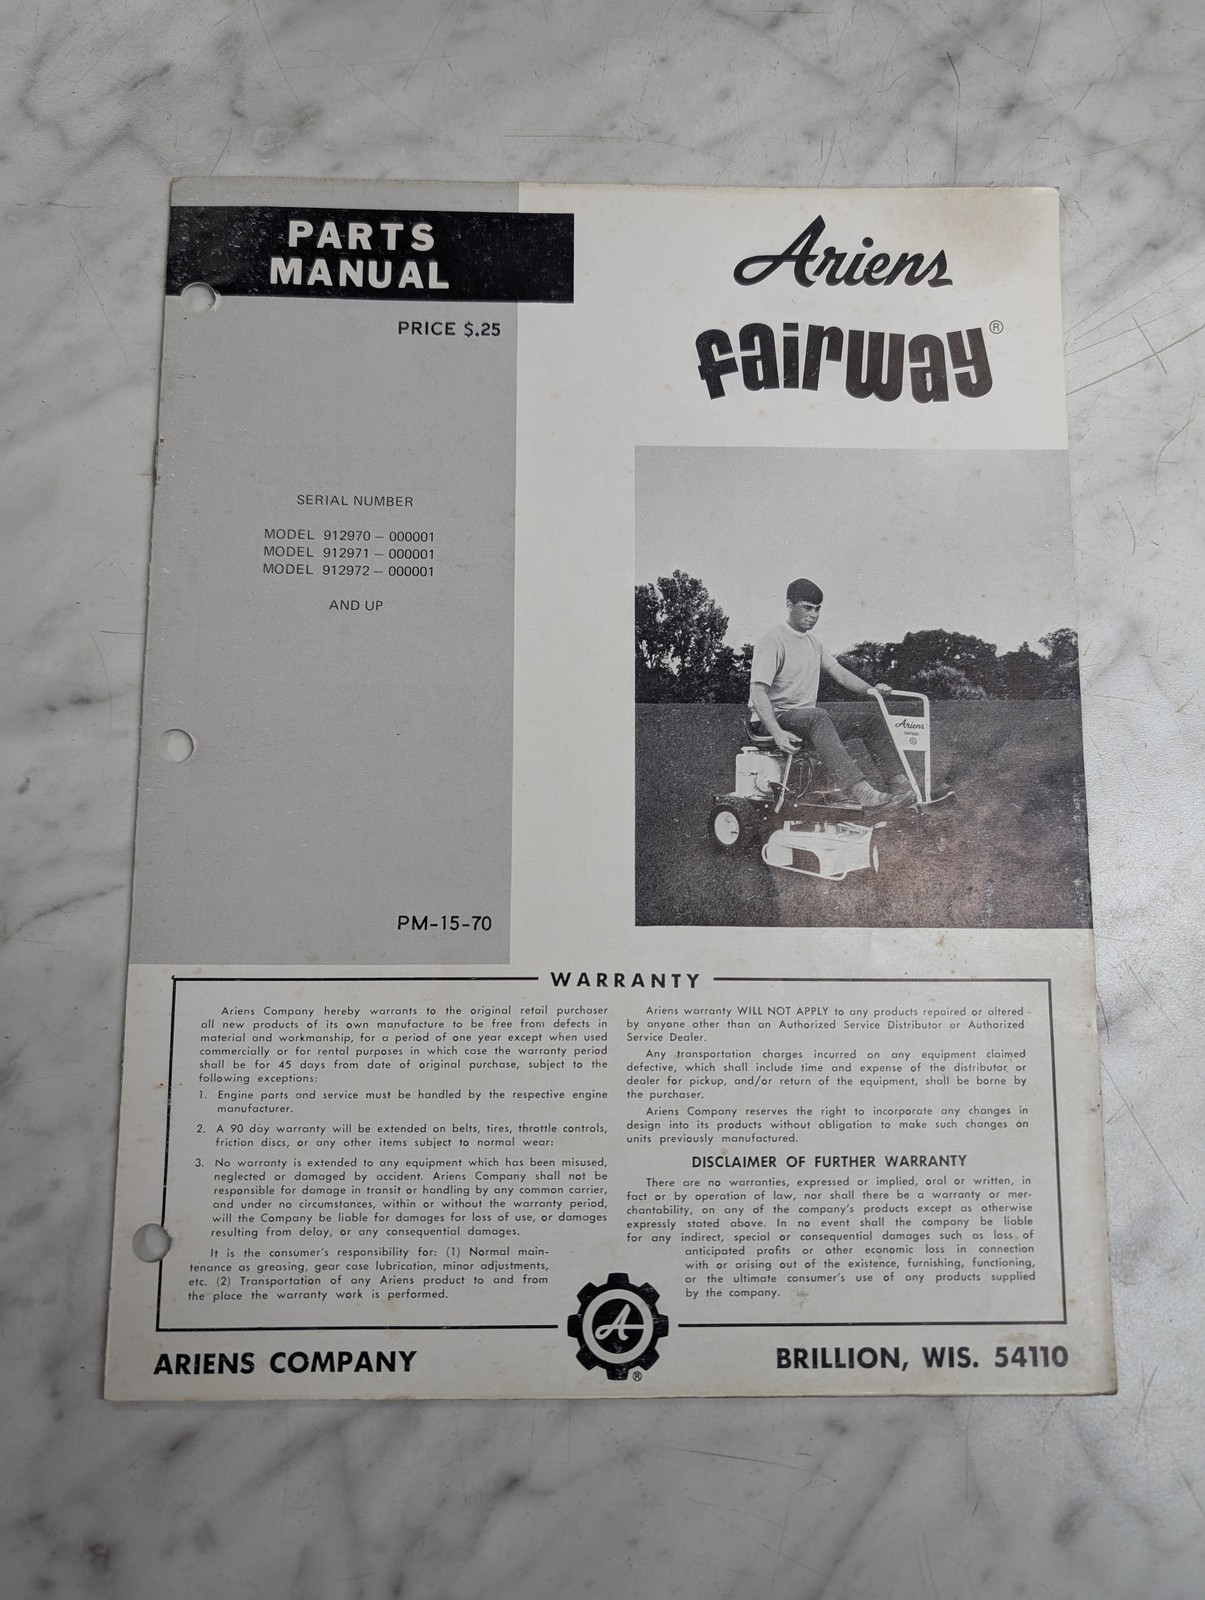 PARTS
MANUAL
PRICE $.25
SERIAL NUMBER
MODEL 912970 — 000001
MODEL 912971 — 000001
MODEL 912972 — 000001
AND UP
PM-15-70
Ariens
fairway®
Ariens
WARRANTY
Ariens Company hereby warrants to the original retail purchaser
all new products of its own manufacture to be free from defects in
material and workmanship, for a period of one year except when used
commercially or for rental purposes in which case the warranty period
shall be for 45 days from date of original purchase, subject to the
following exceptions:
1. Engine parts and service must be handled by the respective engine
manufacturer.
2. A 90 day warranty will be extended on belts, tires, throttle controls,
friction discs, or any other items subject to normal wear:
3. No warranty is extended to any equipment which has been misused,
neglected or damaged by accident. Ariens Company shall not be
responsible for damage in transit or handling by any common carrier,
and under no circumstances, within or without the warranty period,
will the Company be liable for damages for loss of use, or damages
resulting from delay, or any consequential damages.
It is the consumer's responsibility for: (1) Normal main-
tenance as greasing, gear case lubrication, minor adjustments,
etc. (2) Transportation of any Ariens product to and from
the place the warranty work is performed.
Ariens warranty WILL NOT APPLY to any products repaired or altered
by anyone other than an Authorized Service Distributor or Authorized
Service Dealer.
Any transportation charges incurred on any equipment claimed
defective, which shall include time and expense of the distributor or
dealer for pickup, and/or return of the equipment, shall be borne by
the purchaser.
Ariens Company reserves the right to incorporate any changes in
design into its products without obligation to make such changes on
units previously manufactured.
DISCLAIMER OF FURTHER WARRANTY
There are no warranties, expressed or implied, oral or written, in
fact or by operation of law, nor shall there be a warranty or mer-
chantability, on any of the company's products except as otherwise
expressly stated above. In no event shall the company be liable
for any indirect, special or consequential damages such as loss of
anticipated profits or other economic loss in connection
with or arising out of the existence, furnishing, functioning,
or the ultimate consumer's use of any products supplied
by the company.
ARIENS COMPANY
A
®
BRILLION, WIS. 54110